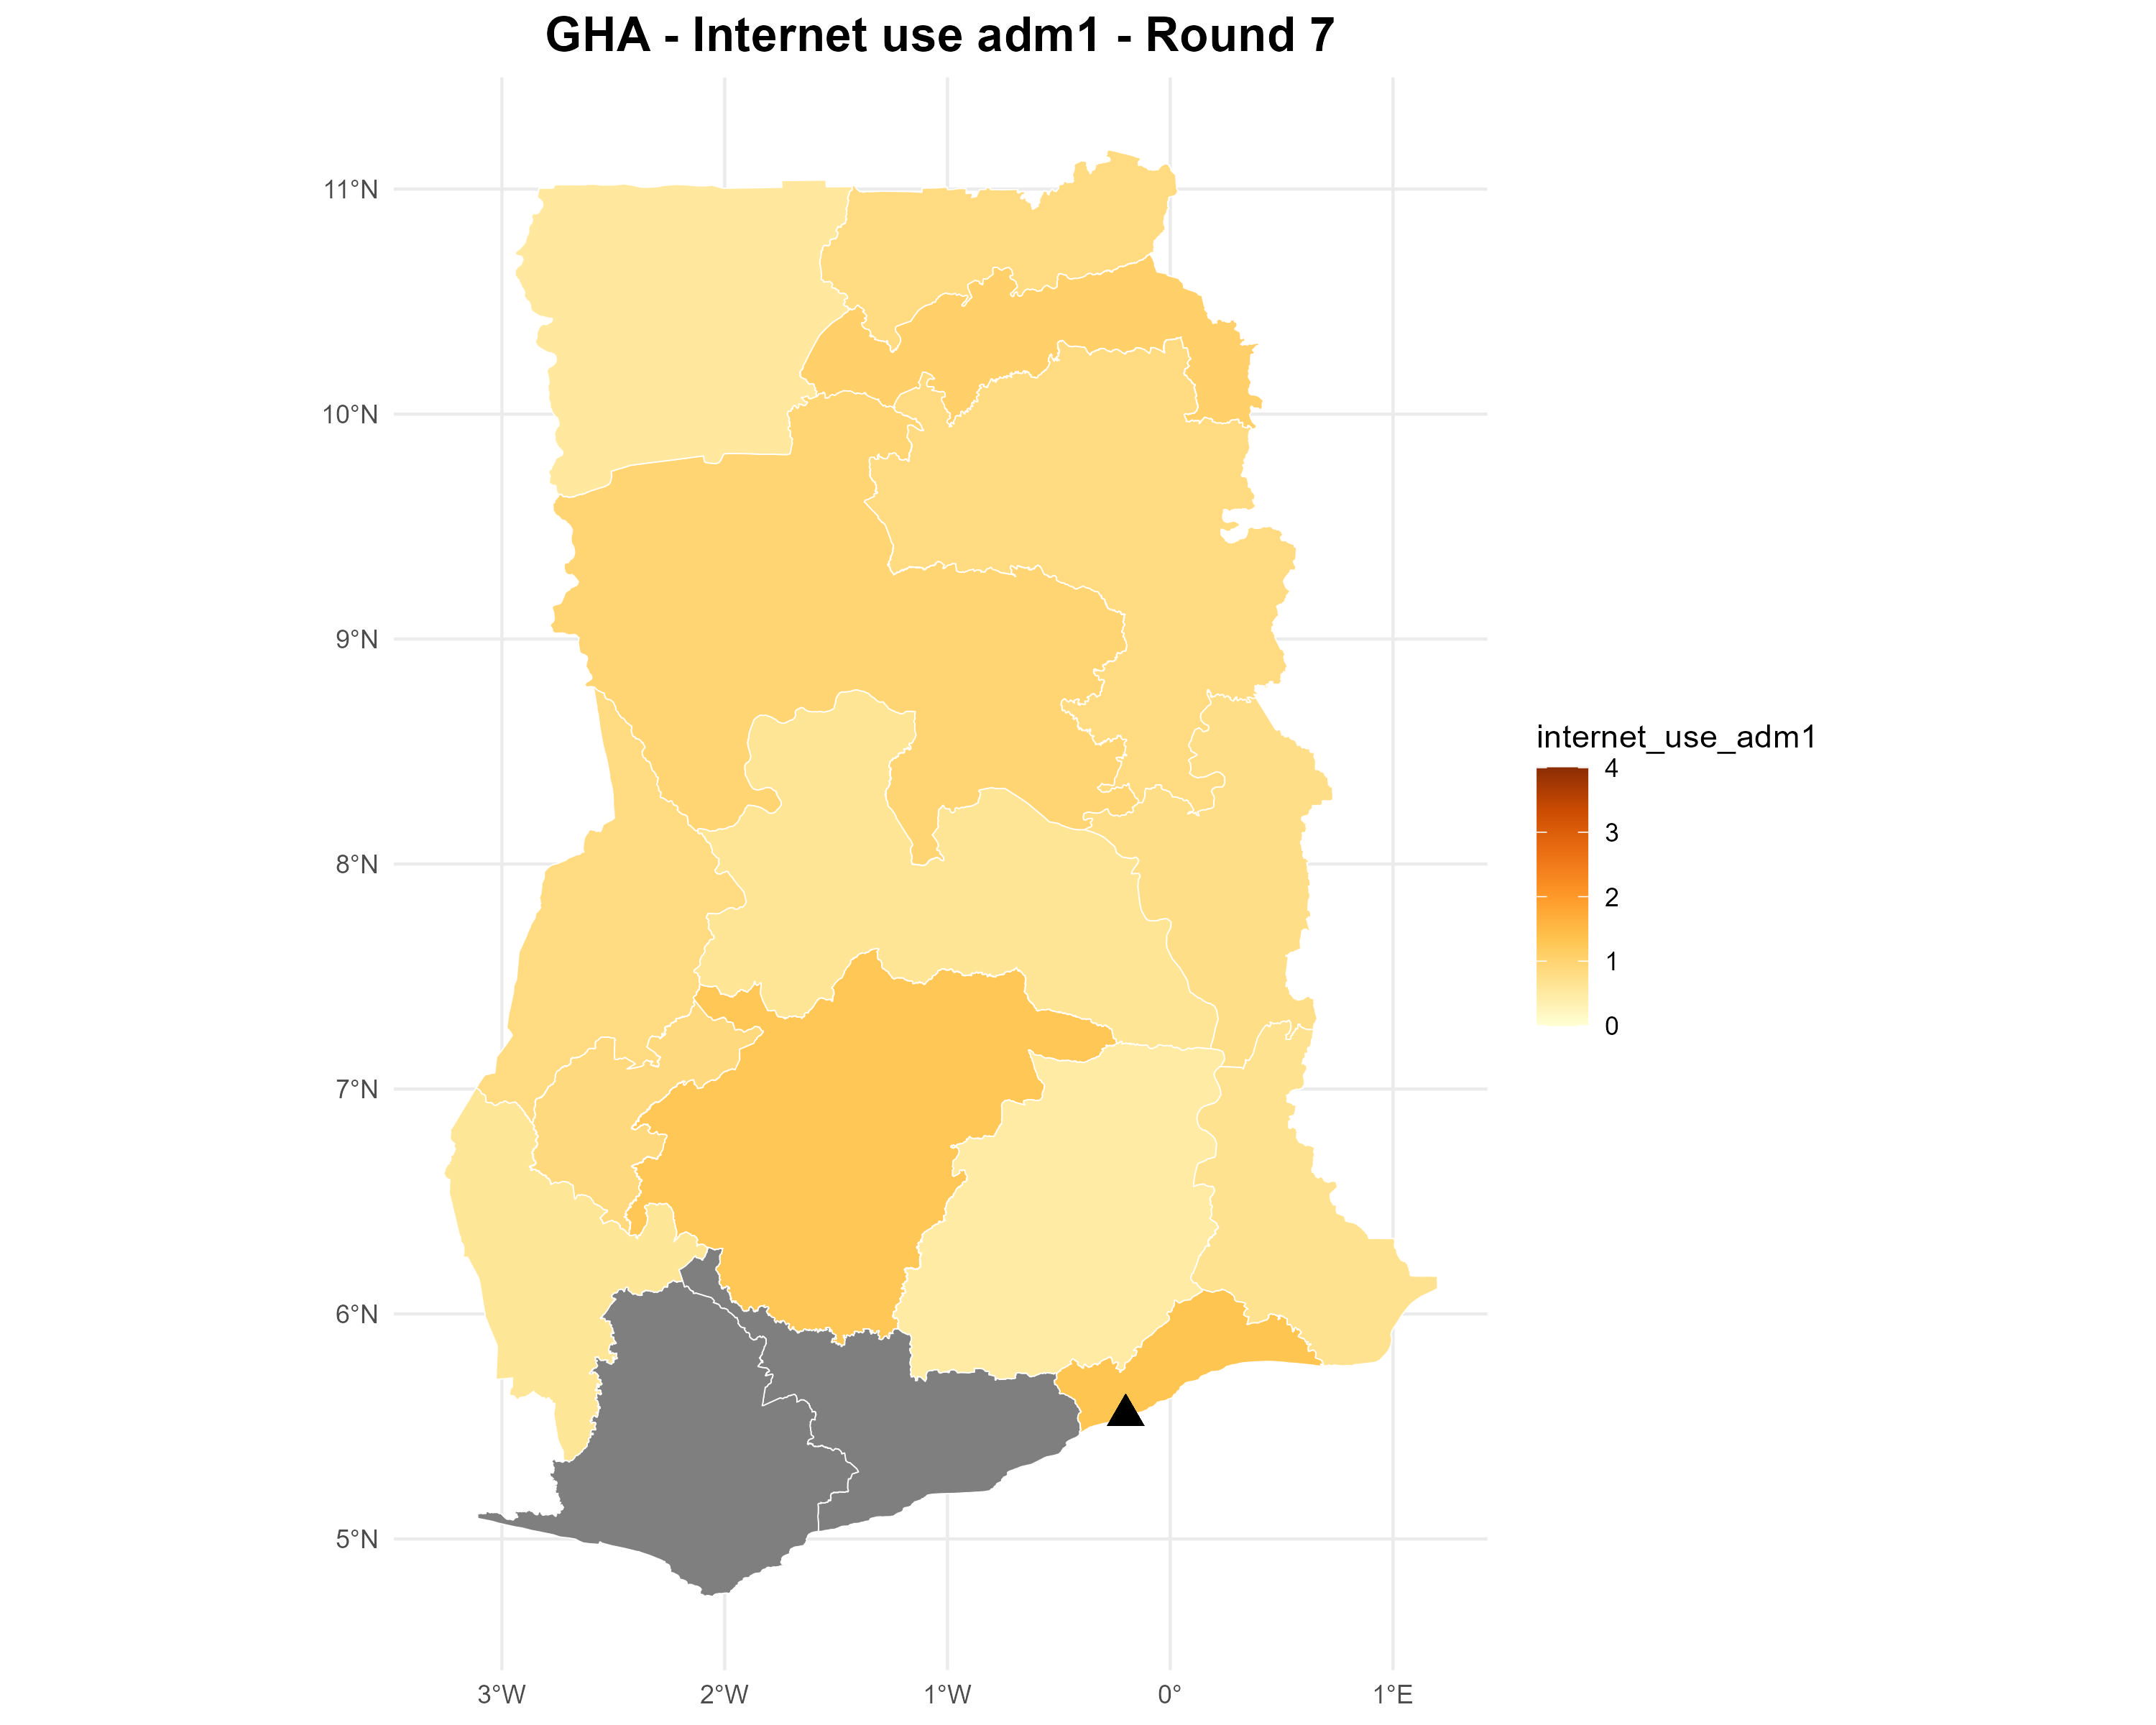 GHA - Internet use adm1 - Round 7
11°N
10°N
9°N
8°N
7°N
6°N
5°N
3°W
2°W
1°W
0°
1°E
internet_use_adm1
4
3
2
1
0